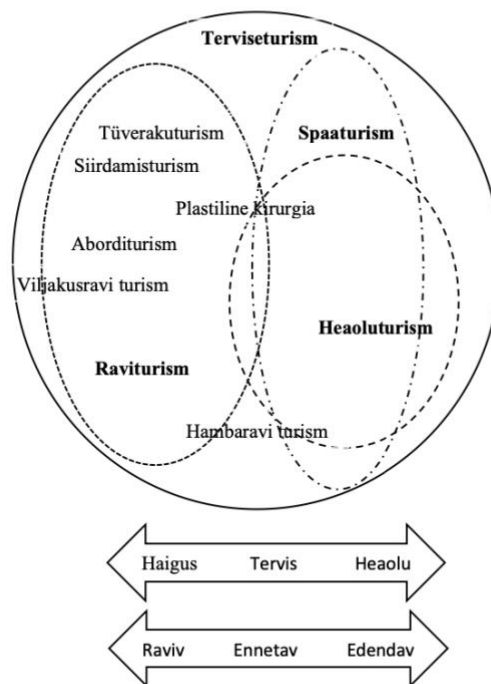 Terviseturism
Tüverakuturism
Spaaturism
Siirdamisturism
Plastiline kirurgia
Aborditurism
Viljakusravi turism
Heaoluturism
Raviturism
Hambaravi turism
Haigus Tervis Heaolu
Raviv Ennetav Edendav